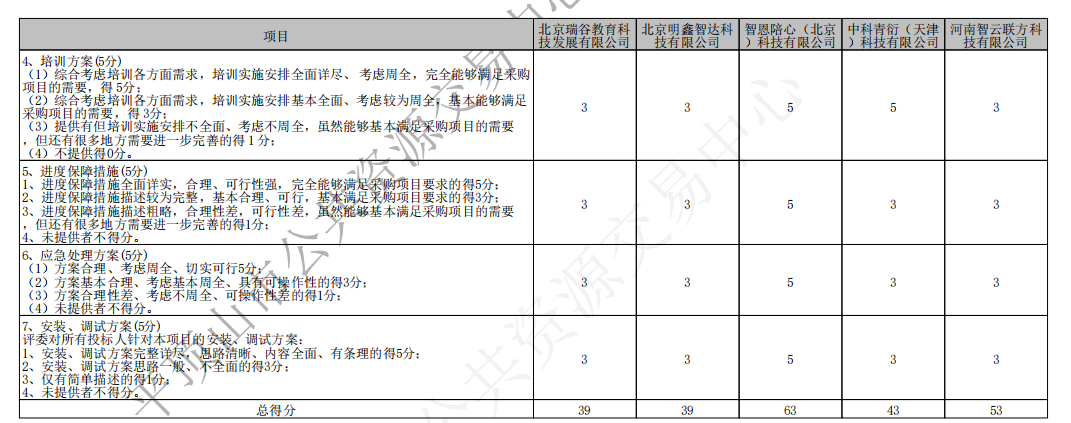 项目
北京瑞谷教育科
技发展有限公司
北京明鑫智达科
技有限公司
智恩陪心（北京
）科技有限公司
中科青衍（天津
）科技有限公司
河南智云联方科
技有限公司
4、培训方案(5分)
（1）综合考虑培训各方面需求，培训实施安排全面详尽、考虑周全，完全能够满足采购
项目的需要，得 5分；
（2）综合考虑培训各方面需求，培训实施安排基本全面、考虑较为周全，基本能够满足
采购项目的需要，得 3分；
（3）提供有但培训实施安排不全面、考虑不周全，虽然能够基本满足采购项目的需要
，但还有很多地方需要进一步完善的得 1 分；
（4）不提供得0分。
3
3
5
5
3
5、进度保障措施(5分)
1、进度保障措施全面详实，合理、可行性强，完全能够满足采购项目要求的得5分；
2、进度保障措施描述较为完整，基本合理、可行，基本满足采购项目要求的得3分；
3、进度保障措施描述粗略，合理性差，可行性差，虽然能够基本满足采购项目的需要
，但还有很多地方需要进一步完善的得1分；
4、未提供者不得分。
3
3
5
3
3
6、应急处理方案(5分)
（1）方案合理、考虑周全、切实可行5分；
（2）方案基本合理、考虑基本周全、具有可操作性的得3分；
（3）方案合理性差、考虑不周全、可操作性差的得1分；
（4）未提供者不得分。
3
3
5
3
3
7、安装、调试方案(5分)
评委对所有投标人针对本项目的安装、调试方案：
1、安装、调试方案完整详尽，思路清晰、内容全面、有条理的得5分；
2、安装、调试方案思路一般、不全面的得3分；
3、仅有简单描述的得1分；
4、未提供者不得分。
3
3
5
3
3
总得分
39
39
63
43
53
平顶山市公共资源交易中心
公共资源交易中心